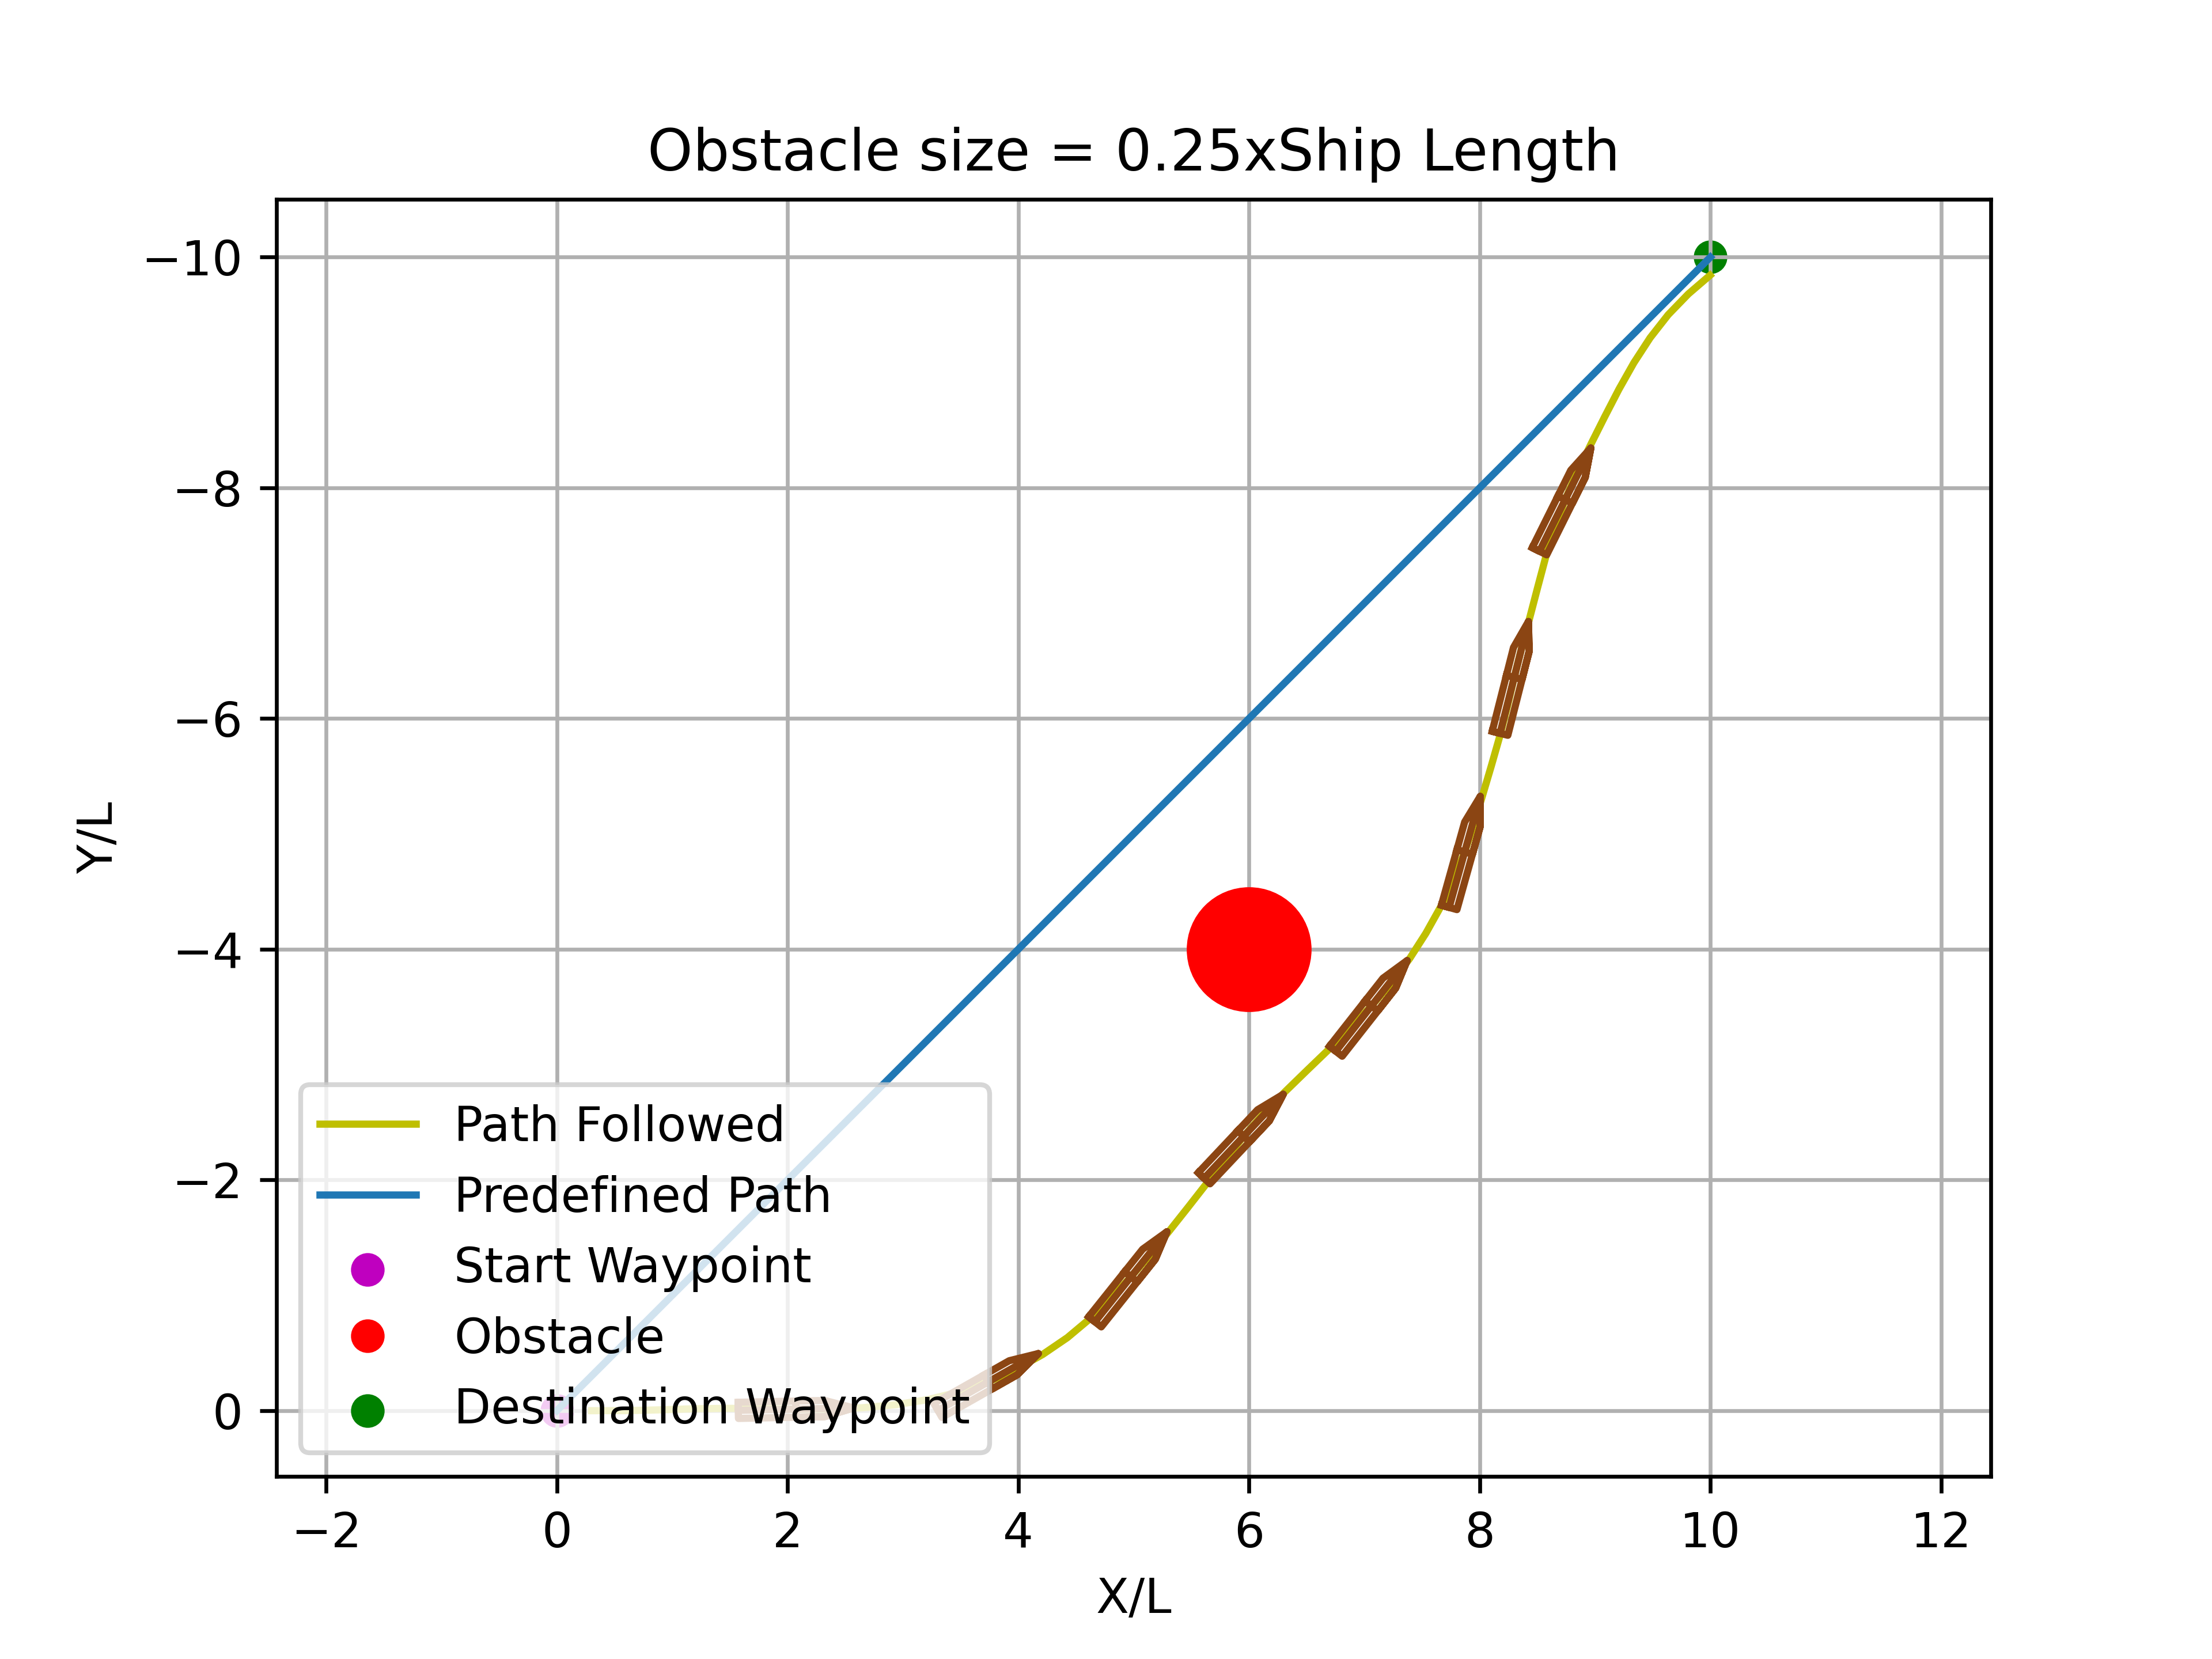 Obstacle size = 0.25xShip Length
−10
−8
−6
−4
−2
0
Y/L
Path Followed
Predefined Path
Start Waypoint
Obstacle
Destination Waypoint
−2 0 2 4 6 8 10 12
X/L